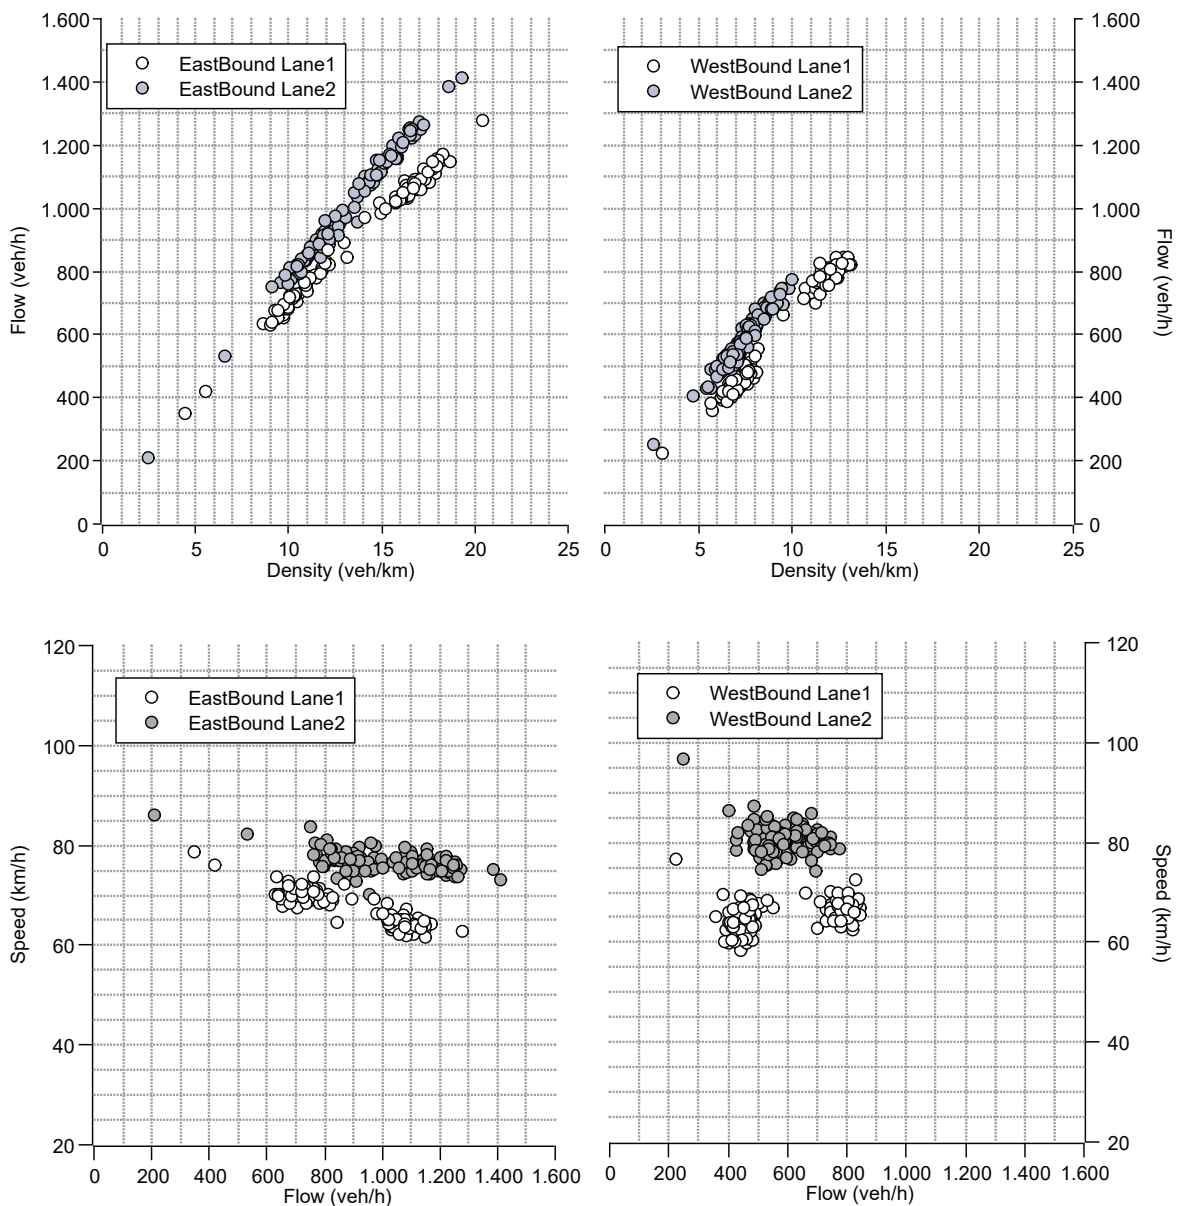 1.600
1.400
1.200
1.000
800
600
400
200
0
Flow (veh/h)
EastBound Lane1
EastBound Lane2
0 5 10 15 20 25
Density (veh/km)
WestBound Lane1
WestBound Lane2
1.600
1.400
1.200
1.000
800
600
400
200
0
Flow (veh/h)
0 5 10 15 20 25
Density (veh/km)
120
100
80
60
40
20
Speed (km/h)
EastBound Lane1
EastBound Lane2
0 200 400 600 800 1.000 1.200 1.400 1.600
Flow (veh/h)
WestBound Lane1
WestBound Lane2
120
100
80
60
40
20
Speed (km/h)
0 200 400 600 800 1.000 1.200 1.400 1.600
Flow (veh/h)